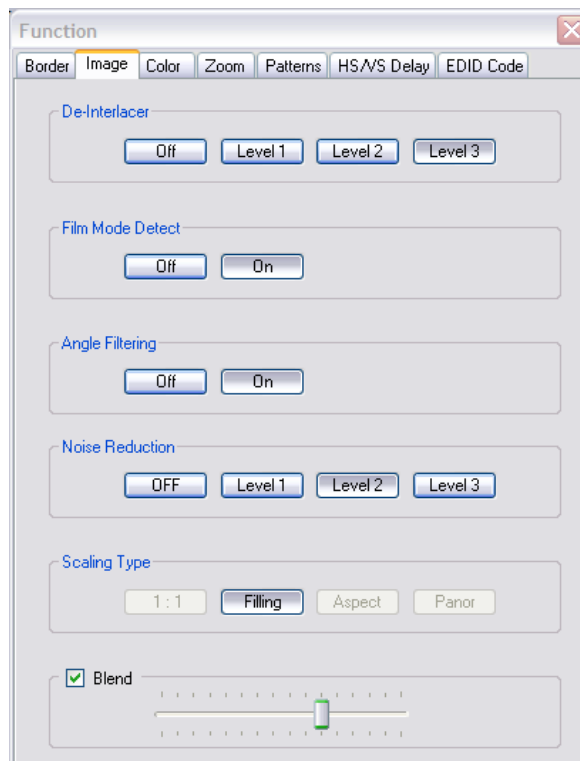 Function
Border Image Color Zoom Patterns HS/VS Delay EDID Code
De-Interlacer
Off Level 1 Level 2 Level 3
Film Mode Detect
Off On
Angle Filtering
Off On
Noise Reduction
OFF Level 1 Level 2 Level 3
Scaling Type
1 : 1 Filling Aspect Panor
Blend